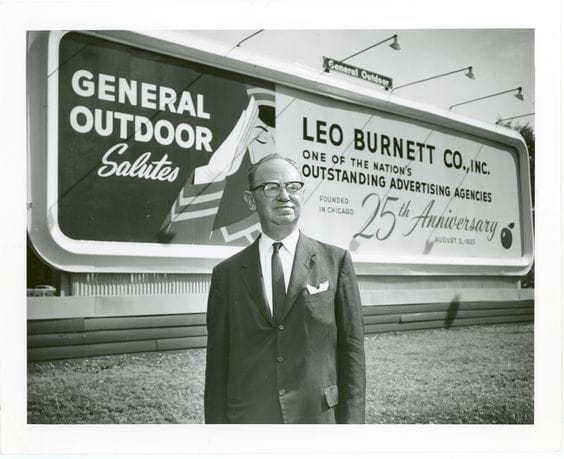 General Outdoor
GENERAL
OUTDOOR
Salutes
LEO BURNETT CO., INC.
ONE OF THE NATION'S
OUTSTANDING ADVERTISING AGENCIES
FOUNDED
IN CHICAGO
25th Anniversary
AUGUST 5, 1935